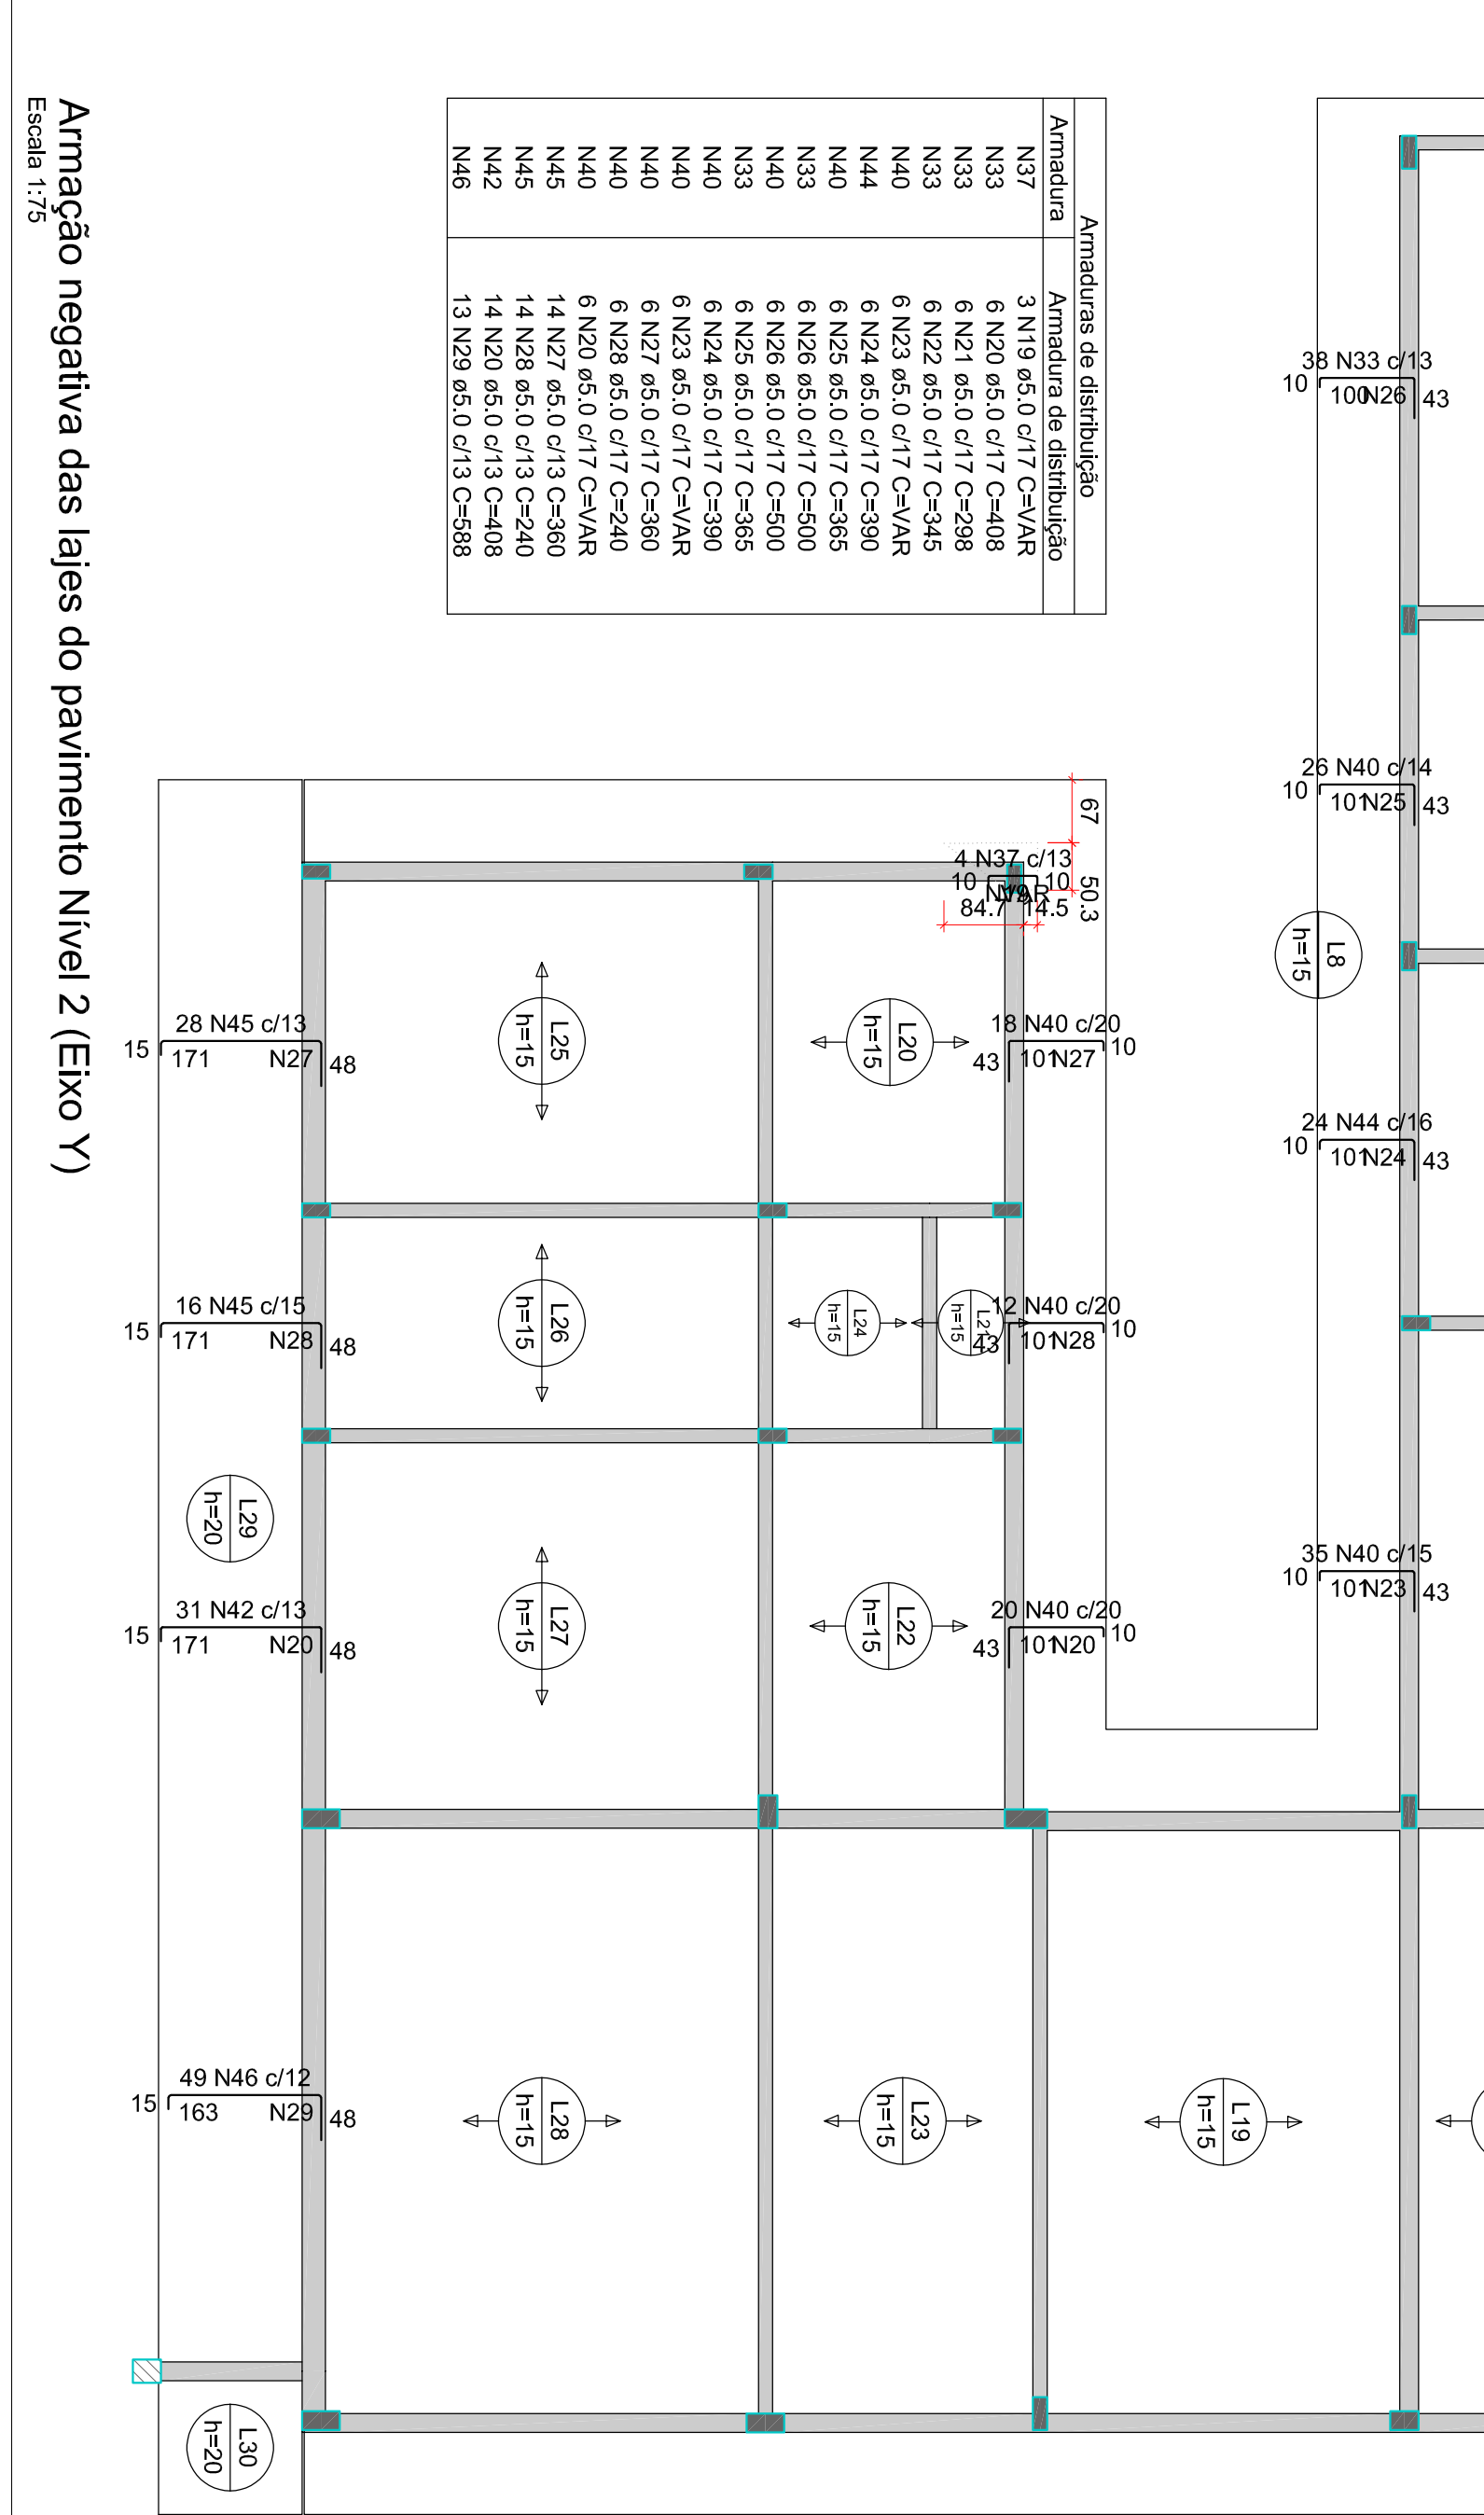 Armação negativa das lajes do pavimento Nível 2 (Eixo Y)
Escala 1:75
Armaduras de distribuição
Armadura Armadura de distribuição
N37 3 N19 ø5.0 c/17 C=VAR
N33 6 N20 ø5.0 c/17 C=408
N33 6 N21 ø5.0 c/17 C=298
N33 6 N22 ø5.0 c/17 C=345
N40 6 N23 ø5.0 c/17 C=VAR
N44 6 N24 ø5.0 c/17 C=390
N40 6 N25 ø5.0 c/17 C=365
N33 6 N26 ø5.0 c/17 C=500
N40 6 N26 ø5.0 c/17 C=500
N33 6 N25 ø5.0 c/17 C=365
N40 6 N24 ø5.0 c/17 C=390
N40 6 N23 ø5.0 c/17 C=VAR
N40 6 N27 ø5.0 c/17 C=360
N40 6 N28 ø5.0 c/17 C=240
N40 6 N20 ø5.0 c/17 C=VAR
N45 14 N27 ø5.0 c/13 C=360
N45 14 N28 ø5.0 c/13 C=240
N42 14 N20 ø5.0 c/13 C=408
N46 13 N29 ø5.0 c/13 C=588
38 N33 c/13
10 100 N26 43
26 N40 c/14
10 101 N25 43
L8
h=15
24 N44 c/16
10 101 N24 43
35 N40 c/15
10 101 N23 43
67
50.3
4 N37 c/13
10 N19 VAR 10
84.7 14.5
18 N40 c/20
43 101 N27 10
12 N40 c/20
43 101 N28 10
20 N40 c/20
43 101 N20 10
L20
h=15
L25
h=15
28 N45 c/13
15 171 N27 48
L24
h=15
h=15
L26
h=15
16 N45 c/15
15 171 N28 48
L29
h=20
L22
h=15
L27
h=15
31 N42 c/13
15 171 N20 48
L19
h=15
L23
h=15
L28
h=15
49 N46 c/12
15 163 N29 48
L30
h=20